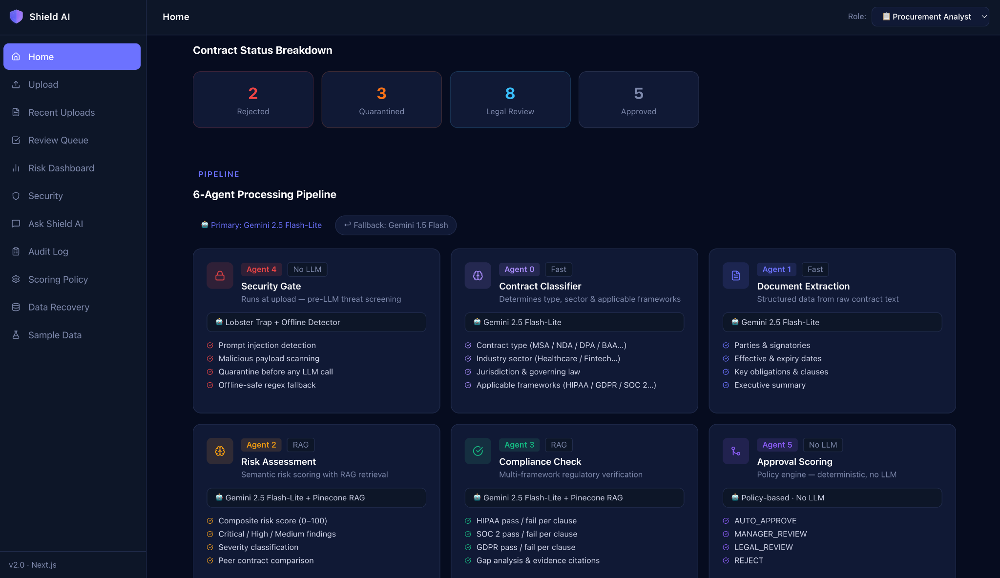 Shield AI
Home
Role:
Procurement Analyst
Home
Upload
Recent Uploads
Review Queue
Risk Dashboard
Security
Ask Shield AI
Audit Log
Scoring Policy
Data Recovery
Sample Data
v2.0 · Next.js
Contract Status Breakdown
2
Rejected
3
Quarantined
8
Legal Review
5
Approved
PIPELINE
6-Agent Processing Pipeline
Primary: Gemini 2.5 Flash-Lite
↩ Fallback: Gemini 1.5 Flash
Agent 4
No LLM
Security Gate
Runs at upload — pre-LLM threat screening
Lobster Trap + Offline Detector
Prompt injection detection
Malicious payload scanning
Quarantine before any LLM call
Offline-safe regex fallback
Agent 0
Fast
Contract Classifier
Determines type, sector & applicable frameworks
Gemini 2.5 Flash-Lite
Contract type (MSA / NDA / DPA / BAA…)
Industry sector (Healthcare / Fintech…)
Jurisdiction & governing law
Applicable frameworks (HIPAA / GDPR / SOC 2…)
Agent 1
Fast
Document Extraction
Structured data from raw contract text
Gemini 2.5 Flash-Lite
Parties & signatories
Effective & expiry dates
Key obligations & clauses
Executive summary
Agent 2
RAG
Risk Assessment
Semantic risk scoring with RAG retrieval
Gemini 2.5 Flash-Lite + Pinecone RAG
Composite risk score (0–100)
Critical / High / Medium findings
Severity classification
Peer contract comparison
Agent 3
RAG
Compliance Check
Multi-framework regulatory verification
Gemini 2.5 Flash-Lite + Pinecone RAG
HIPAA pass / fail per clause
SOC 2 pass / fail per clause
GDPR pass / fail per clause
Gap analysis & evidence citations
Agent 5
No LLM
Approval Scoring
Policy engine — deterministic, no LLM
Policy-based · No LLM
AUTO_APPROVE
MANAGER_REVIEW
LEGAL_REVIEW
REJECT